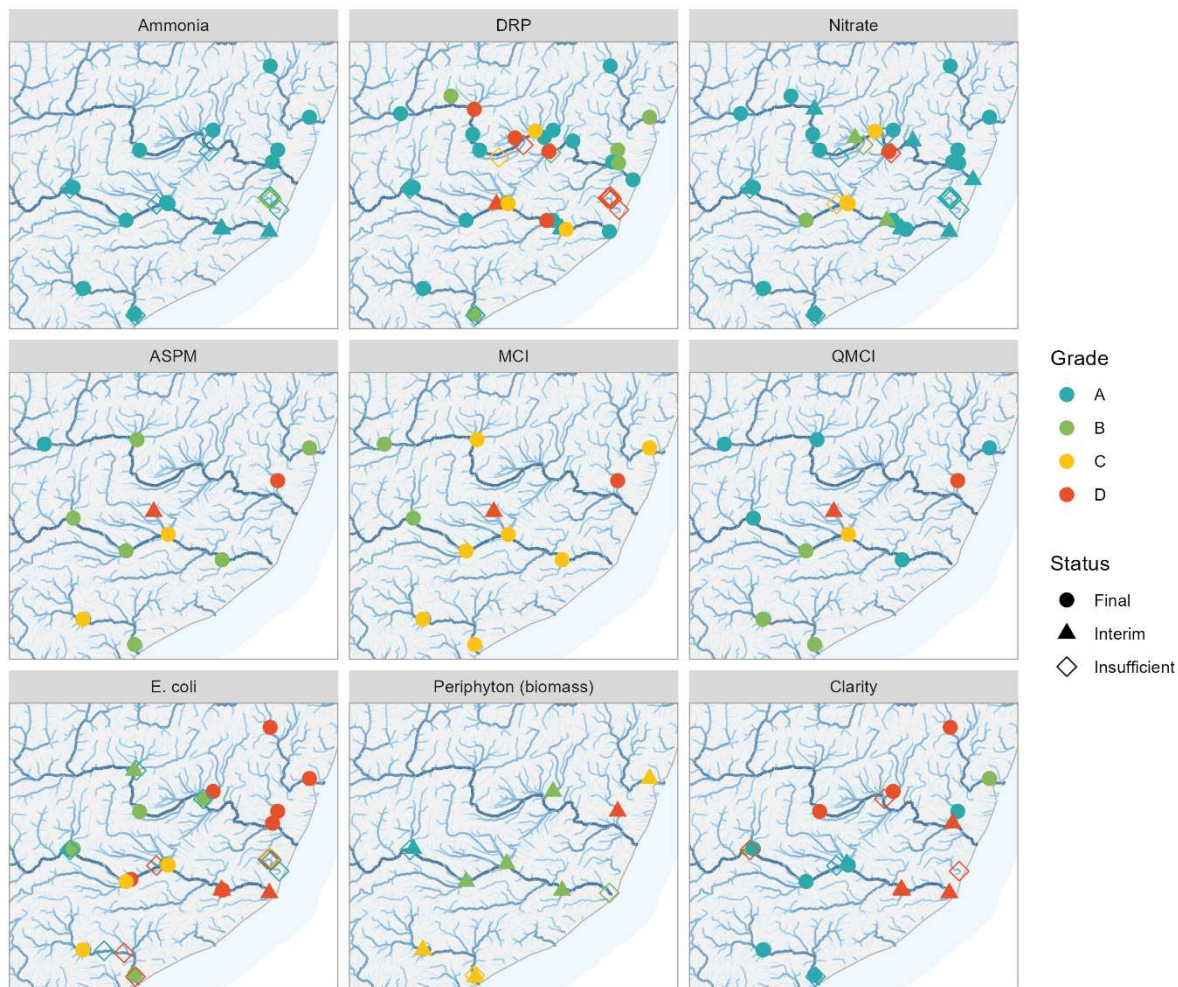 Ammonia
DRP
Nitrate
ASPM
MCI
QMCI
E. coli
Periphyton (biomass)
Clarity
Grade
A
B
C
D
Status
Final
Interim
Insufficient